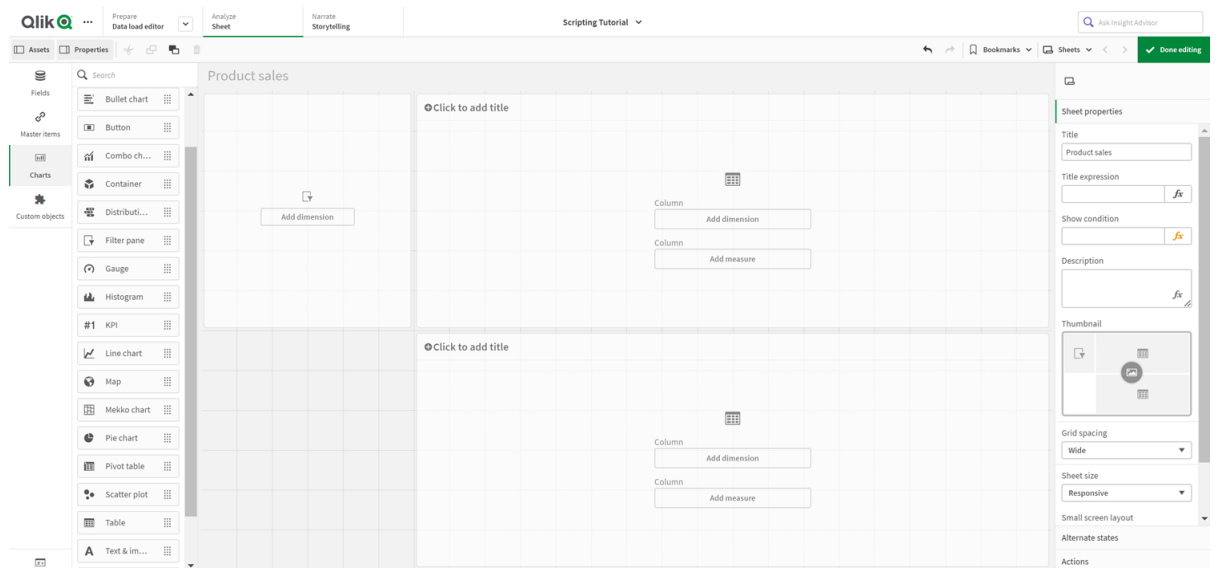 Qlik
Prepare
Data load editor
Analyze
Sheet
Narrate
Storytelling
Scripting Tutorial
Ask Insight Advisor
Assets
Properties
Bookmarks
Sheets
Done editing
Fields
Master items
Charts
Custom objects
Search
Bullet chart
Button
Combo ch...
Container
Distributi...
Filter pane
Gauge
Histogram
#1 KPI
Line chart
Map
Mekko chart
Pie chart
Pivot table
Scatter plot
Table
A Text & im...
Product sales
Add dimension
Click to add title
Column
Add dimension
Column
Add measure
Click to add title
Column
Add dimension
Column
Add measure
Sheet properties
Title
Product sales
Title expression
fx
Show condition
fx
Description
fx
Thumbnail
Grid spacing
Wide
Sheet size
Responsive
Small screen layout
Alternate states
Actions